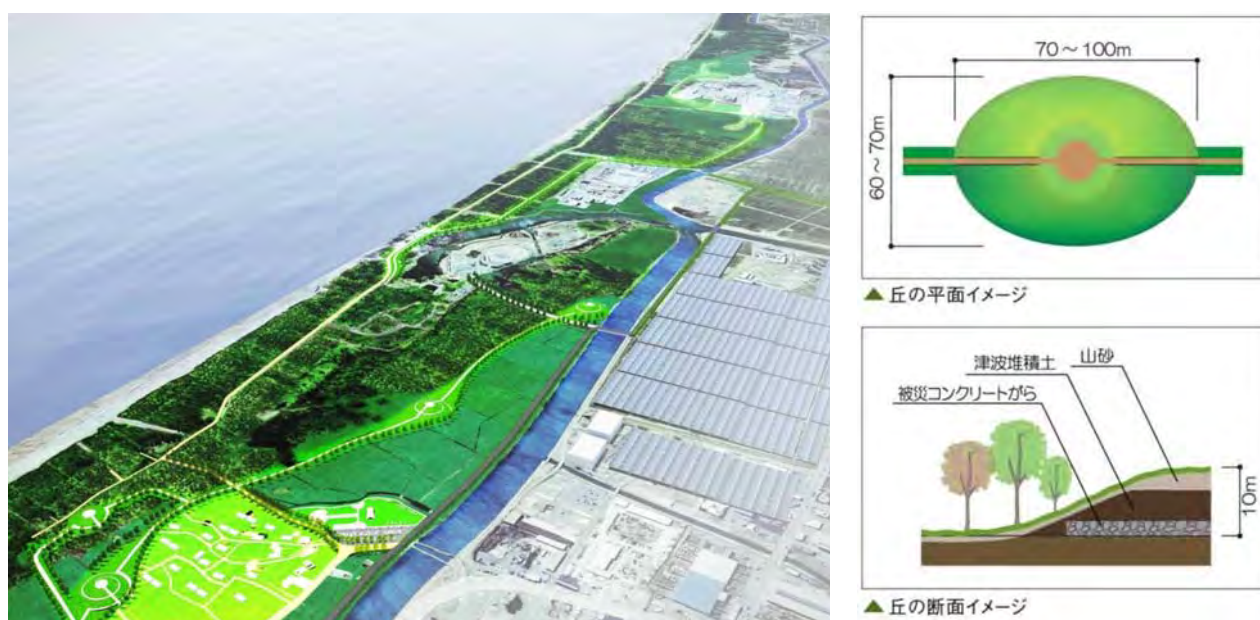 70～100m
60～70m
▲丘の平面イメージ
津波堆積土
山砂
被災コンクリートがら
10m
▲丘の断面イメージ